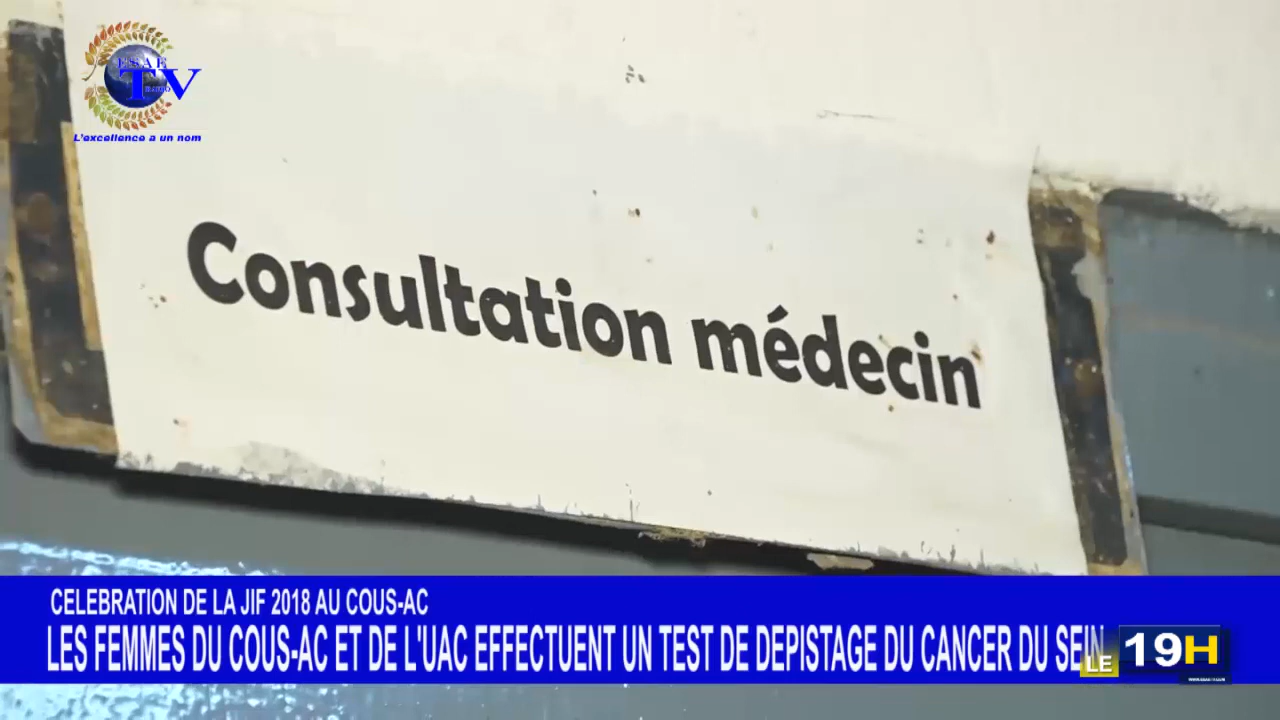 ESAE
TV
L'excellence a un nom
Consultation médecin
CELEBRATION DE LA JIF 2018 AU COUS-AC
LES FEMMES DU COUS-AC ET DE L'UAC EFFECTUENT UN TEST DE DEPISTAGE DU CANCER DU SEIN
LE 19H